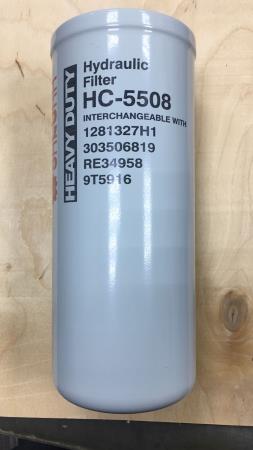 Hydraulic
Filter
HC-5508
INTERCHANGEABLE WITH
1281327H1
303506819
RE34958
9T5916
HEAVY DUTY